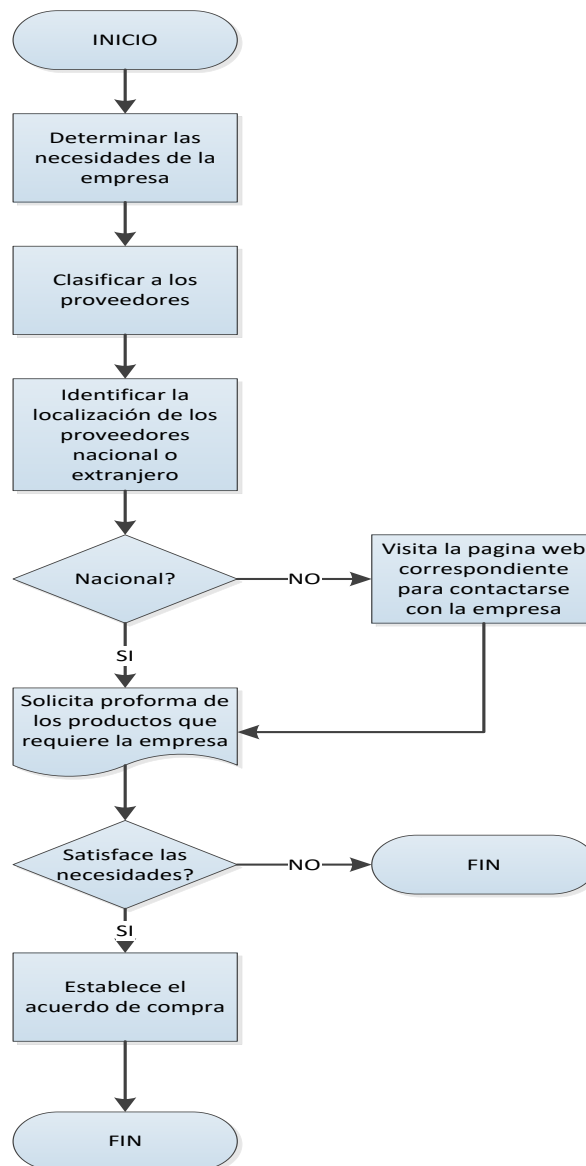 INICIO
Determinar las
necesidades de la
empresa
Clasificar a los
proveedores
Identificar la
localización de los
proveedores
nacional o
extranjero
Nacional?
NO
Visita la pagina web
correspondiente
para contactarse
con la empresa
SI
Solicita proforma de
los productos que
requiere la empresa
Satisface las
necesidades?
NO
FIN
SI
Establece el
acuerdo de compra
FIN